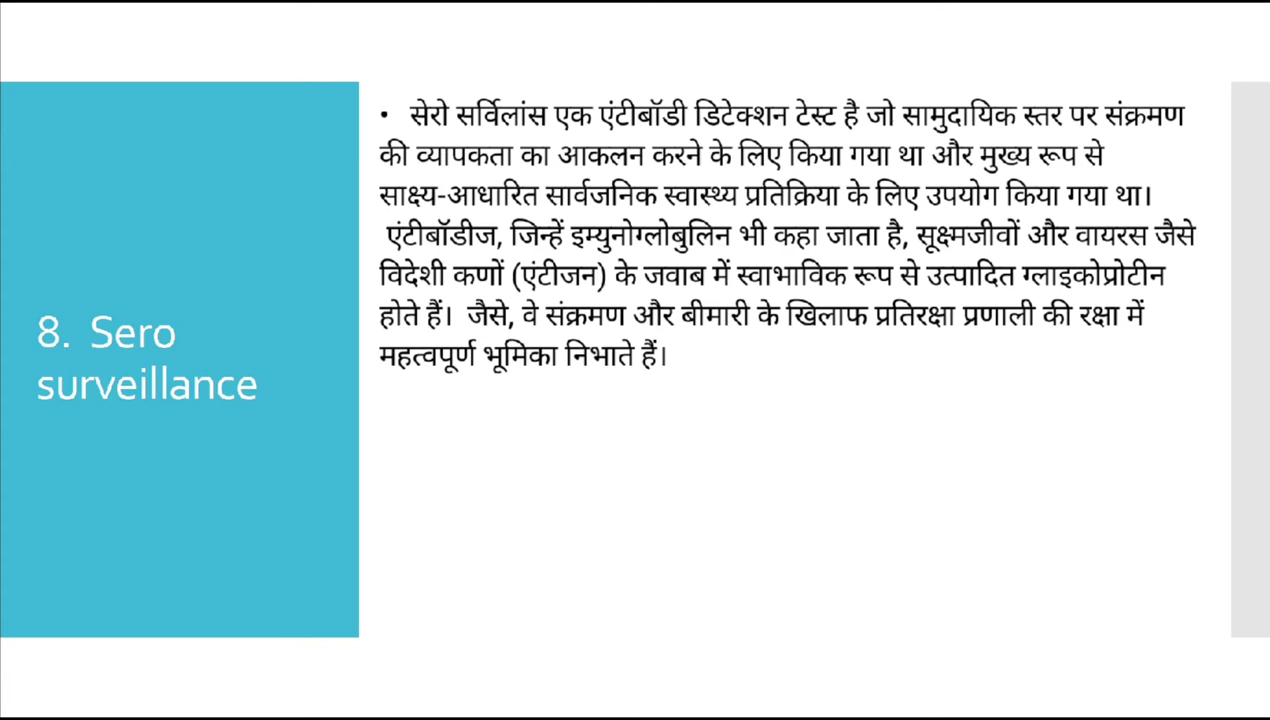 8. Sero
surveillance
• सेरो सर्विलांस एक एंटीबॉडी डिटेक्शन टेस्ट है जो सामुदायिक स्तर पर संक्रमण
की व्यापकता का आकलन करने के लिए किया गया था और मुख्य रूप से
साक्ष्य-आधारित सार्वजनिक स्वास्थ्य प्रतिक्रिया के लिए उपयोग किया गया था।
एंटीबॉडीज, जिन्हें इम्युनोग्लोबुलिन भी कहा जाता है, सूक्ष्मजीवों और वायरस जैसे
विदेशी कणों (एंटीजन) के जवाब में स्वाभाविक रूप से उत्पादित ग्लाइकोप्रोटीन
होते हैं। जैसे, वे संक्रमण और बीमारी के खिलाफ प्रतिरक्षा प्रणाली की रक्षा में
महत्वपूर्ण भूमिका निभाते हैं।